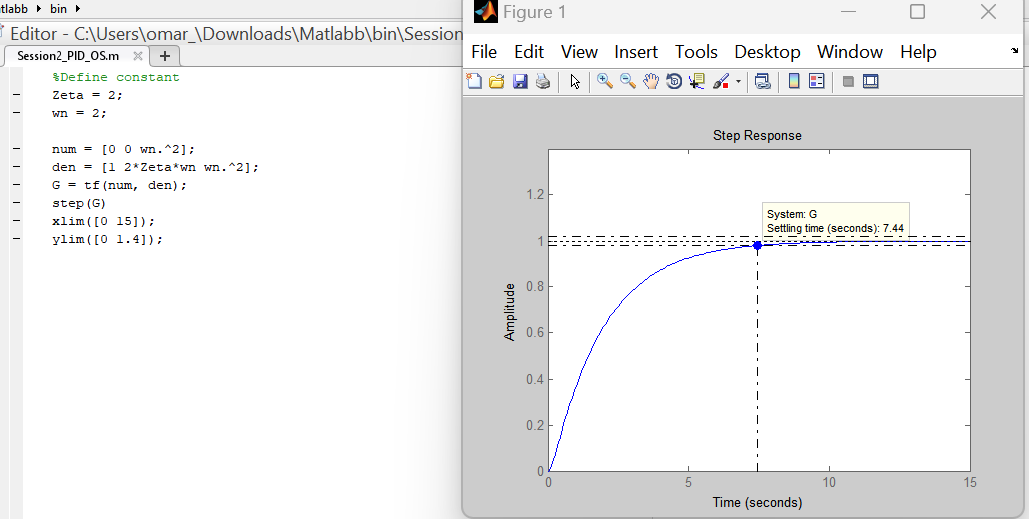 tlabb ▸ bin ▸
Editor - C:\Users\omar_\Downloads\Matlabb\bin\Session
Session2_PID_OS.m
%Define constant
Zeta = 2;
wn = 2;
num = [0 0 wn.^2];
den = [1 2*Zeta*wn wn.^2];
G = tf(num, den);
step(G)
xlim([0 15]);
ylim([0 1.4]);
Figure 1
File Edit View Insert Tools Desktop Window Help
Step Response
System: G
Settling time (seconds): 7.44
1.2
1
0.8
0.6
0.4
0.2
0
Amplitude
0 5 10 15
Time (seconds)